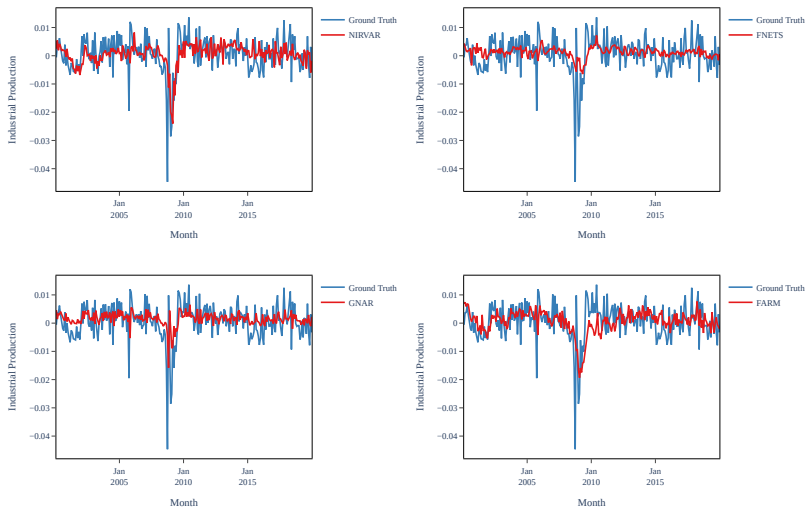 Ground Truth
NIRVAR
0.01
0
−0.01
−0.02
−0.03
−0.04
Industrial Production
Jan
2005
Jan
2010
Jan
2015
Month
Ground Truth
FNETS
0.01
0
−0.01
−0.02
−0.03
−0.04
Industrial Production
Jan
2005
Jan
2010
Jan
2015
Month
Ground Truth
GNAR
0.01
0
−0.01
−0.02
−0.03
−0.04
Industrial Production
Jan
2005
Jan
2010
Jan
2015
Month
Ground Truth
FARM
0.01
0
−0.01
−0.02
−0.03
−0.04
Industrial Production
Jan
2005
Jan
2010
Jan
2015
Month